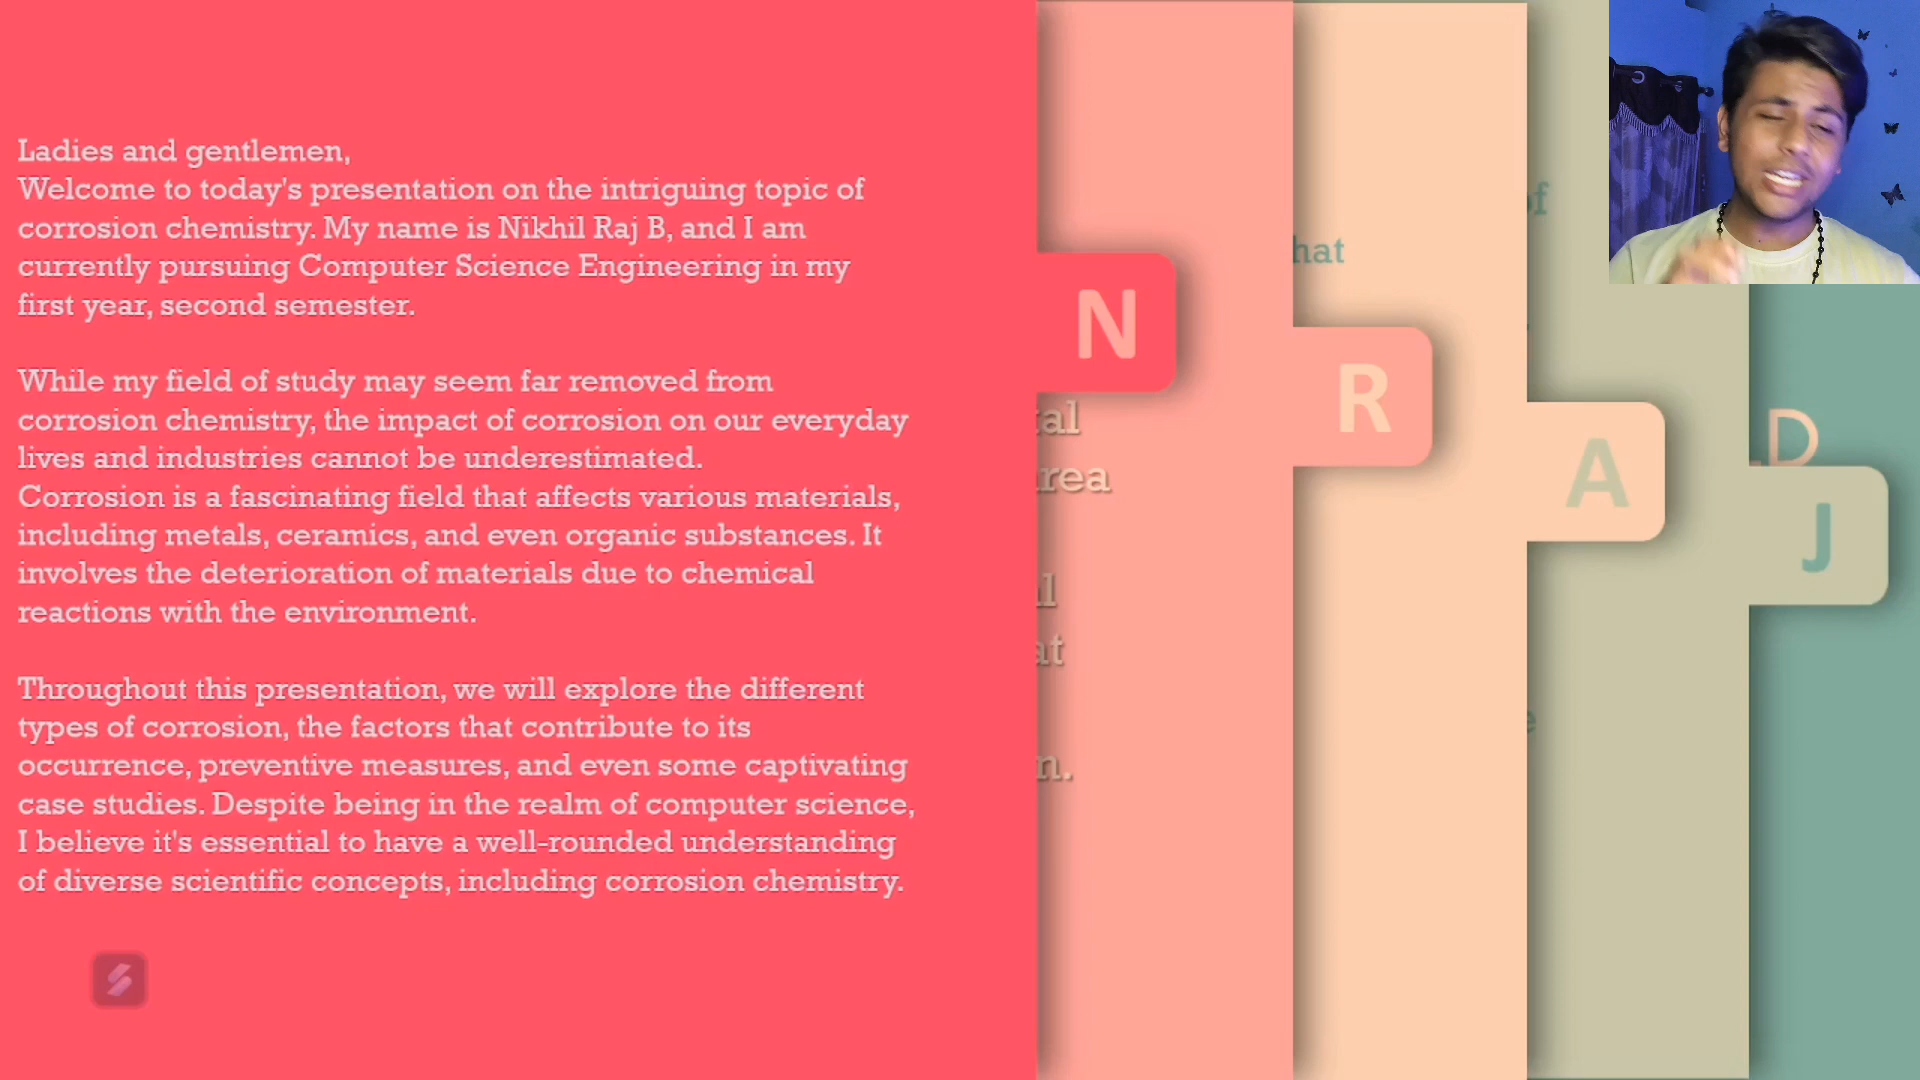 Ladies and gentlemen,
Welcome to today's presentation on the intriguing topic of
corrosion chemistry. My name is Nikhil Raj B, and I am
currently pursuing Computer Science Engineering in my
first year, second semester.
While my field of study may seem far removed from
corrosion chemistry, the impact of corrosion on our everyday
lives and industries cannot be underestimated.
Corrosion is a fascinating field that affects various materials,
including metals, ceramics, and even organic substances. It
involves the deterioration of materials due to chemical
reactions with the environment.
Throughout this presentation, we will explore the different
types of corrosion, the factors that contribute to its
occurrence, preventive measures, and even some captivating
case studies. Despite being in the realm of computer science,
I believe it's essential to have a well-rounded understanding
of diverse scientific concepts, including corrosion chemistry.
N
R
A
J